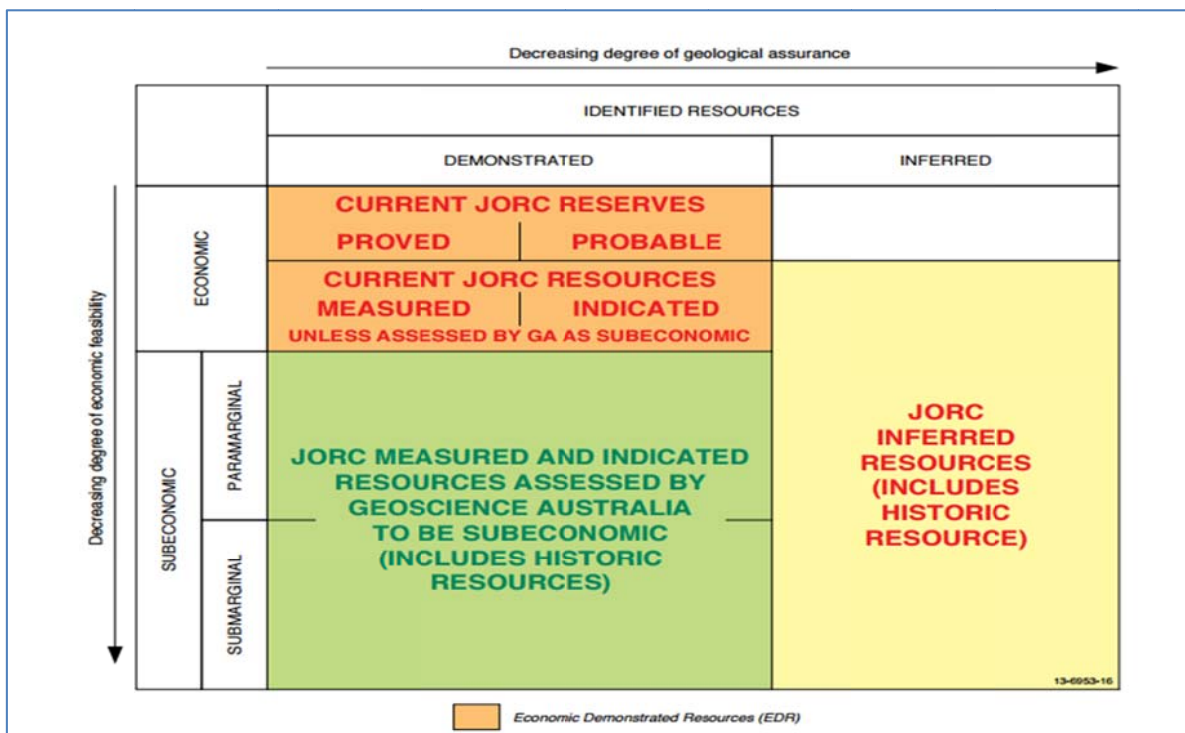 Decreasing degree of geological assurance
IDENTIFIED RESOURCES
DEMONSTRATED
INFERRED
Decreasing degree of economic feasibility
ECONOMIC
CURRENT JORC RESERVES
PROVED
PROBABLE
CURRENT JORC RESOURCES
MEASURED
INDICATED
UNLESS ASSESSED BY GA AS SUBECONOMIC
SUBECONOMIC
PARAMARGINAL
SUBMARGINAL
JORC MEASURED AND INDICATED
RESOURCES ASSESSED BY
GEOSCIENCE AUSTRALIA
TO BE SUBECONOMIC
(INCLUDES HISTORIC
RESOURCES)
JORC
INFERRED
RESOURCES
(INCLUDES
HISTORIC
RESOURCE)
13-6953-16
Economic Demonstrated Resources (EDR)